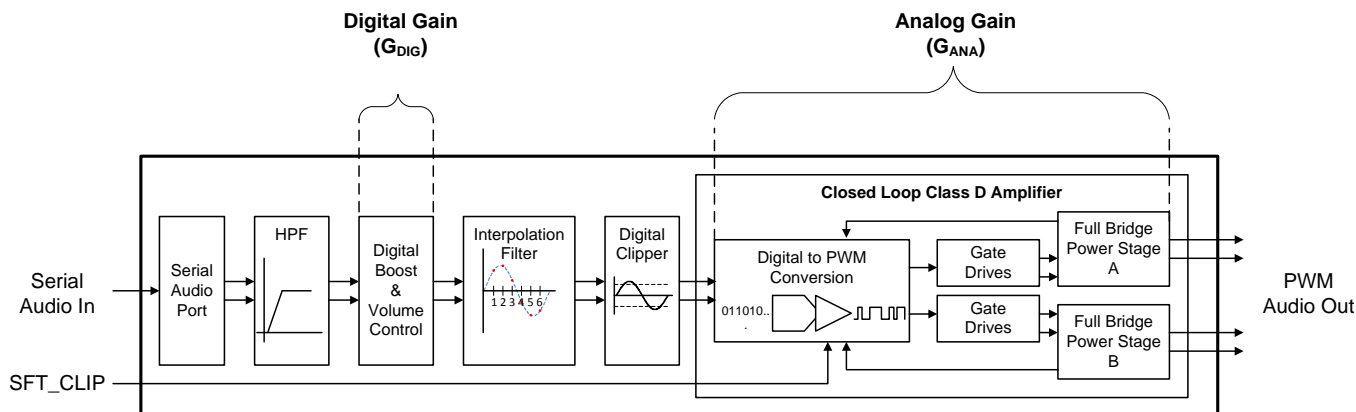 Digital Gain
(GDIG)
Analog Gain
(GANA)
Closed Loop Class D Amplifier
Serial
Audio In
Serial
Audio
Port
HPF
Digital
Boost
&
Volume
Control
Interpolation
Filter
1 2 3 4 5 6
Digital
Clipper
Digital to PWM
Conversion
011010..
.
Gate
Drives
Gate
Drives
Full Bridge
Power Stage
A
Full Bridge
Power Stage
B
PWM
Audio Out
SFT_CLIP